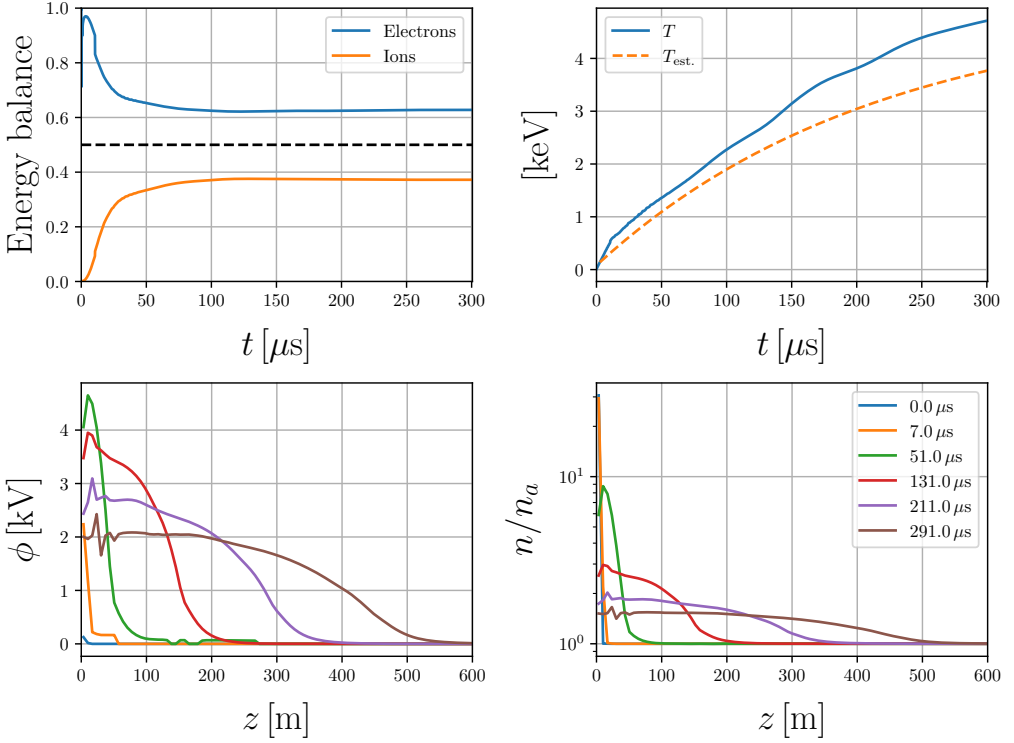 Energy balance
1.0
0.8
0.6
0.4
0.2
0.0
Electrons
Ions
0 50 100 150 200 250 300
t [μs]
[keV]
4
3
2
1
0
T
T_est.
0 50 100 150 200 250 300
t [μs]
ϕ [kV]
4
3
2
1
0
0 100 200 300 400 500 600
z [m]
n/n_a
10^1
10^0
0.0 μs
7.0 μs
51.0 μs
131.0 μs
211.0 μs
291.0 μs
0 100 200 300 400 500 600
z [m]